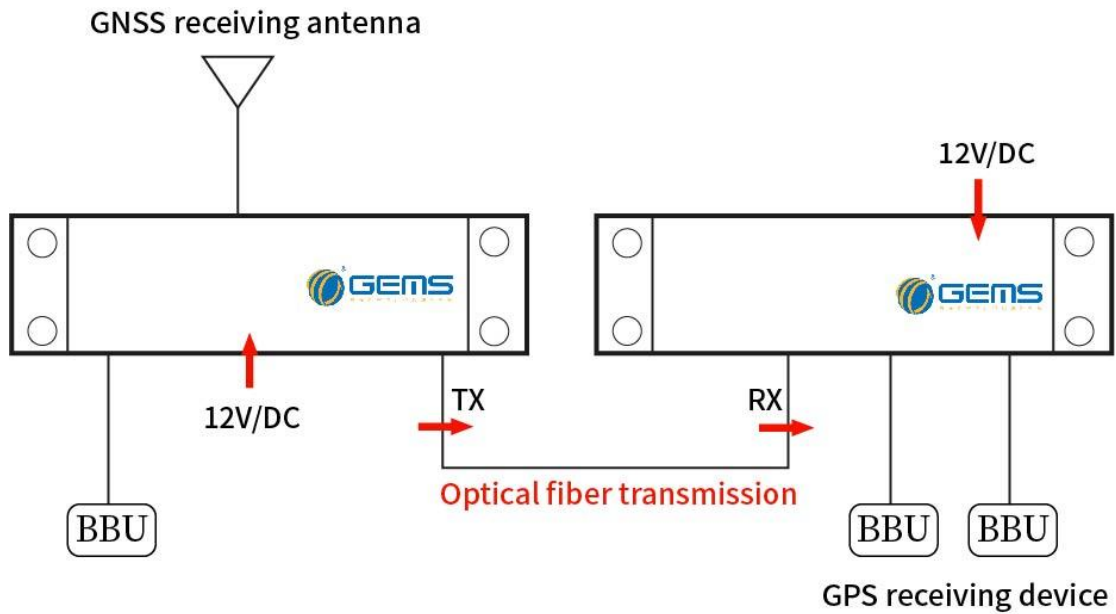 GNSS receiving antenna
12V/DC
GEMS
GEMS
12V/DC
TX
RX
Optical fiber transmission
BBU
BBU
BBU
GPS receiving device